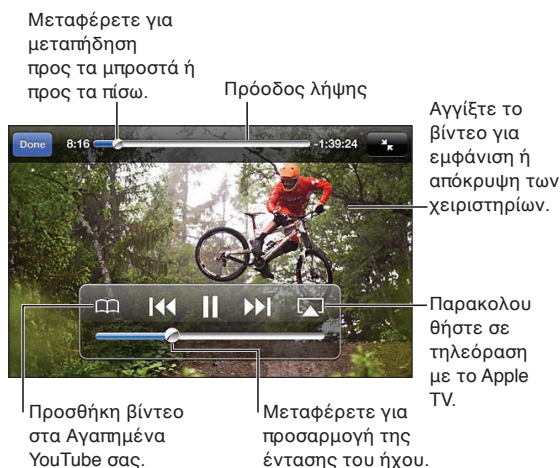 Μεταφέρετε για
μεταπήδηση
προς τα μπροστά ή
προς τα πίσω.
Πρόοδος λήψης
Αγγίξτε το
βίντεο για
εμφάνιση ή
απόκρυψη των
χειριστηρίων.
Done
8:16
-1:39:24
Παρακολου
θήστε σε
τηλεόραση
με το Apple
TV.
Προσθήκη βίντεο
στα Αγαπημένα
YouTube σας.
Μεταφέρετε για
προσαρμογή της
έντασης του ήχου.